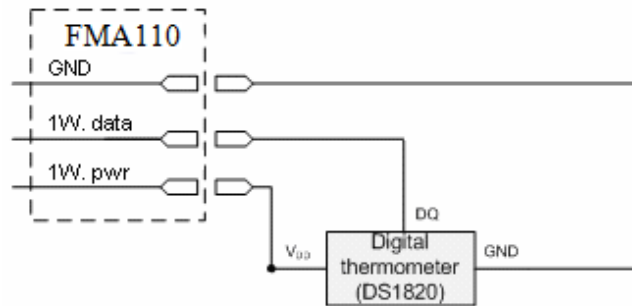 FMA110
GND
1W. data
1W. pwr
DQ
VDD
Digital
thermometer
(DS1820)
GND